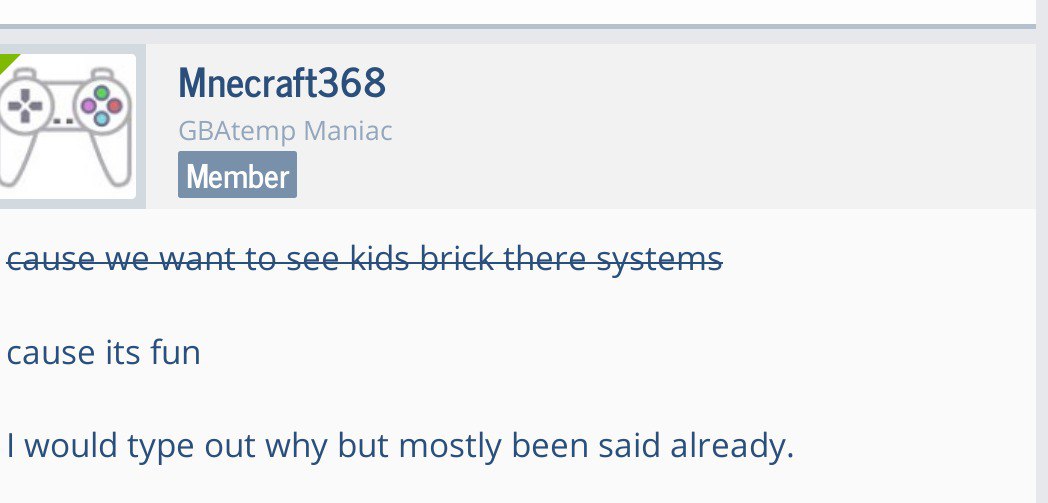 Mnecraft368
GBAtemp Maniac
Member
cause we want to see kids brick there systems
cause its fun
I would type out why but mostly been said already.